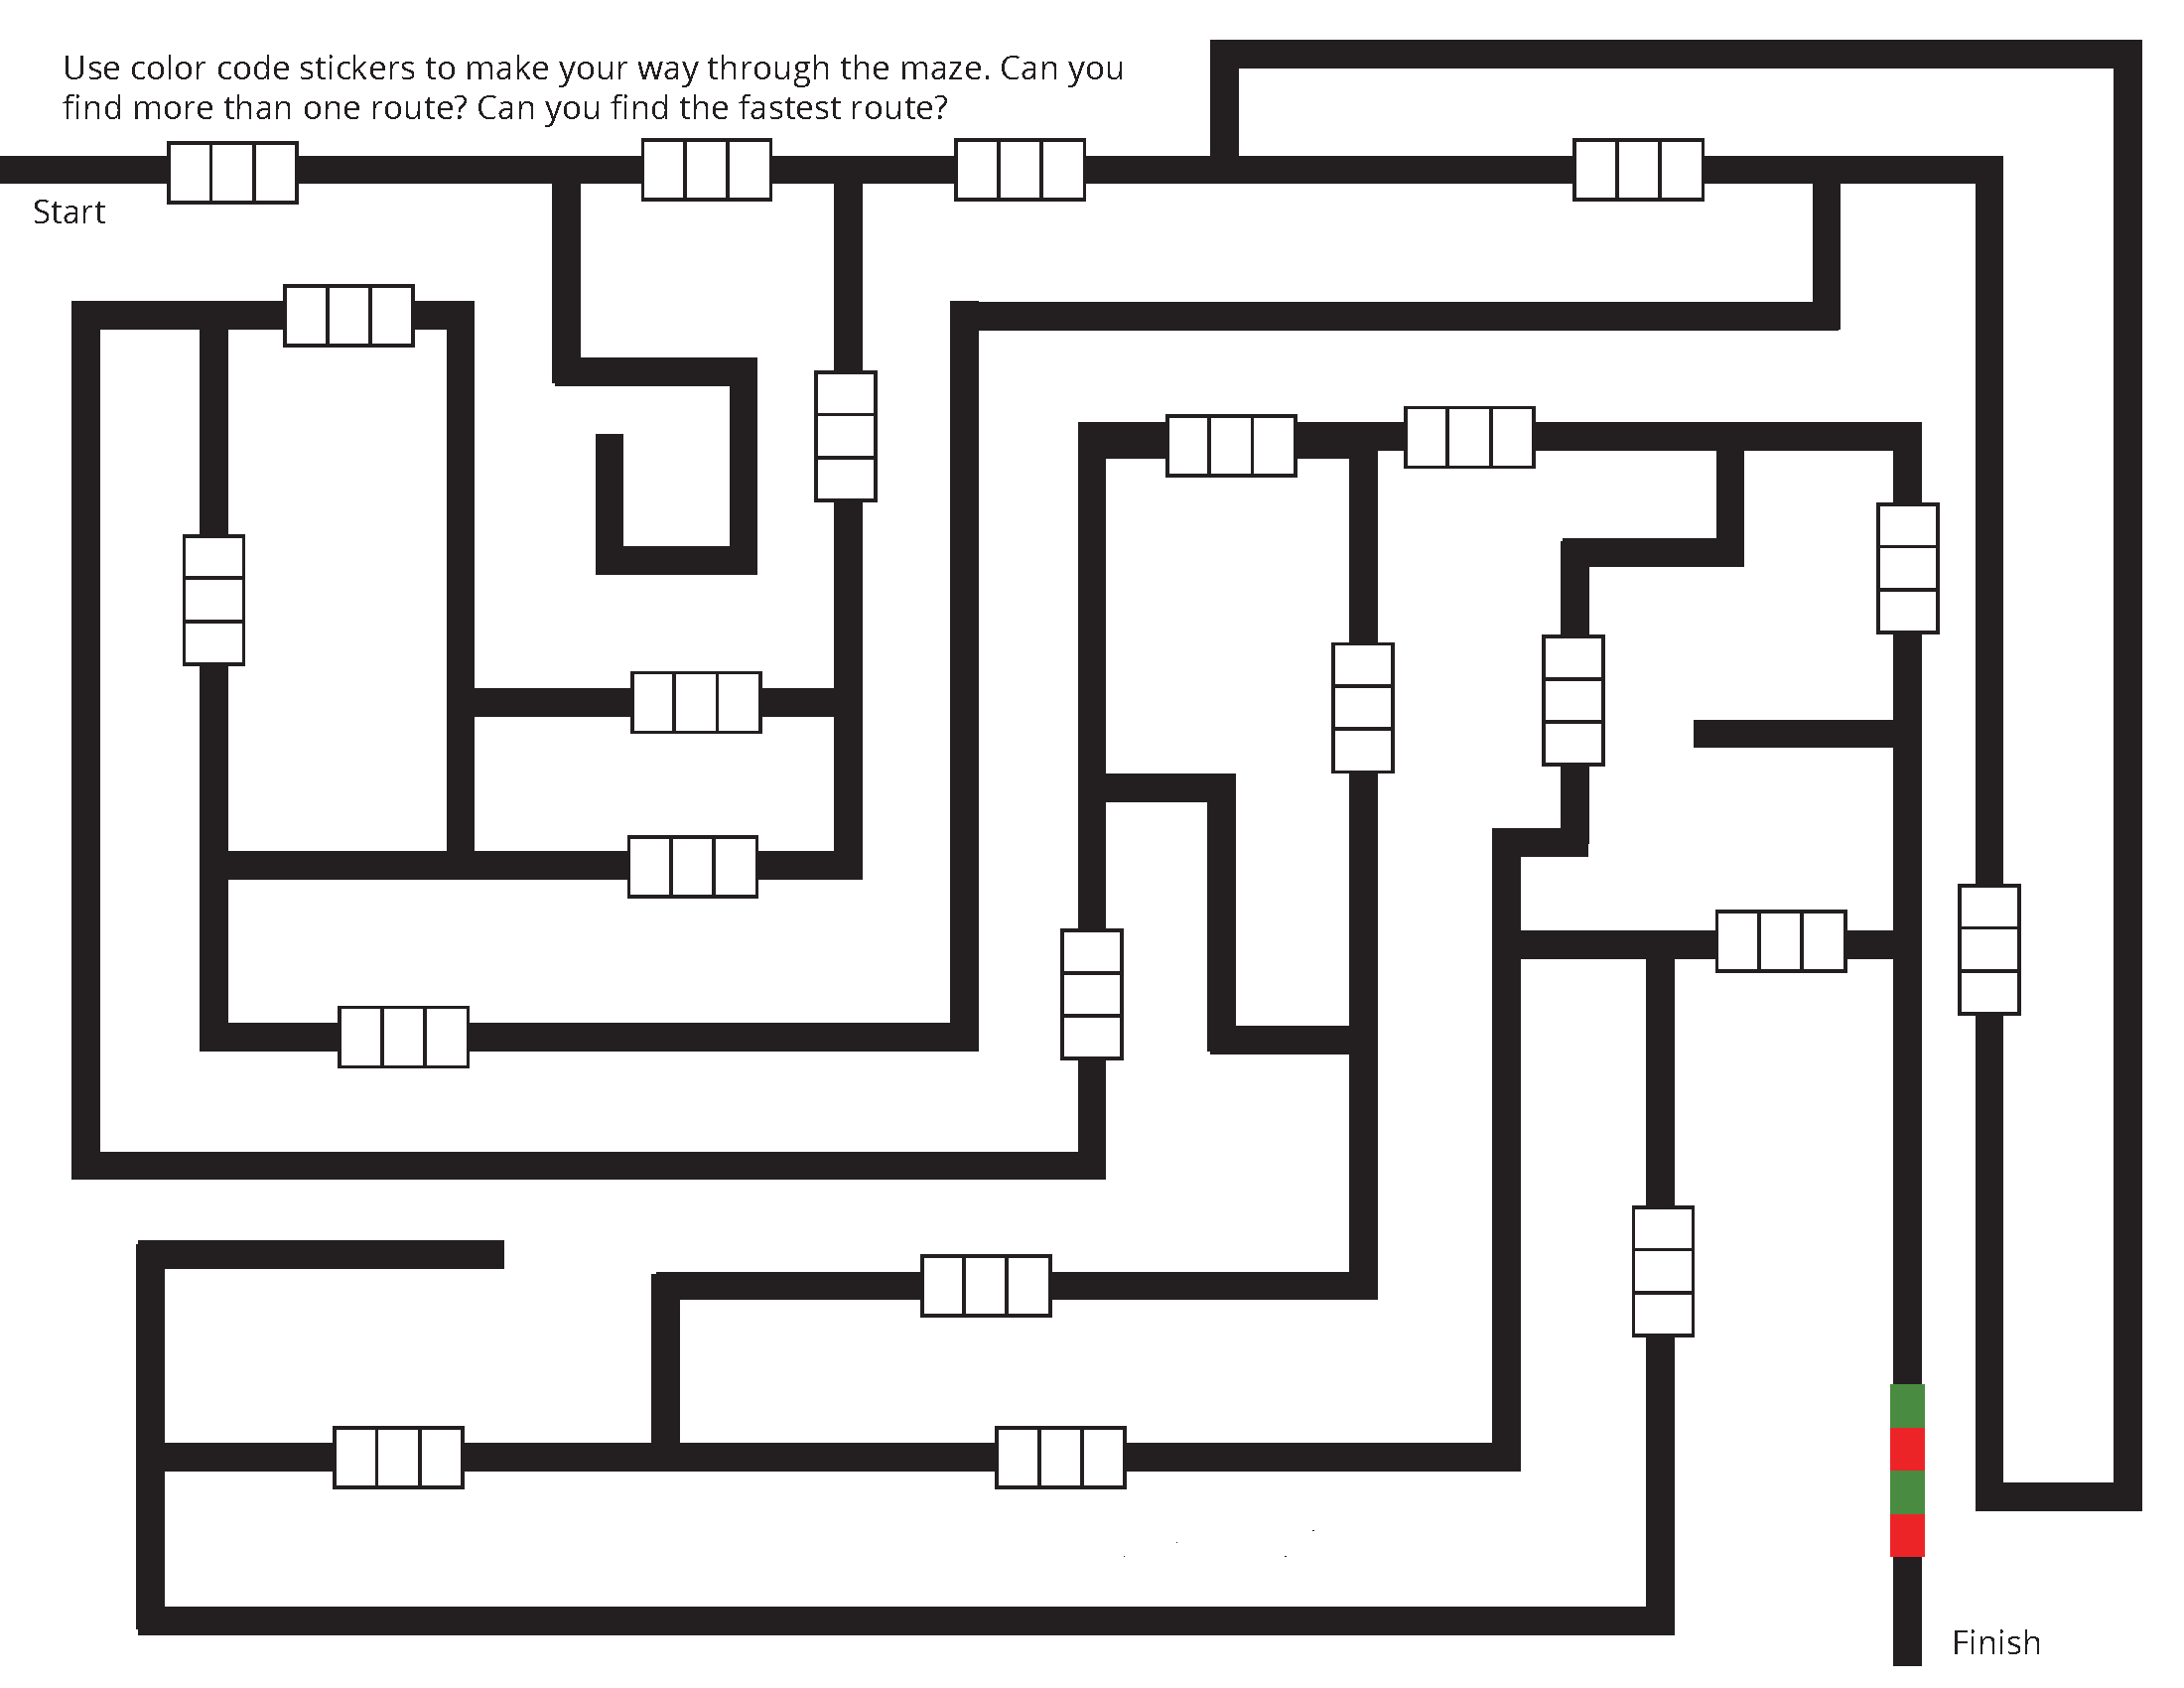 Use color code stickers to make your way through the maze. Can you
find more than one route? Can you find the fastest route?
Start
Finish